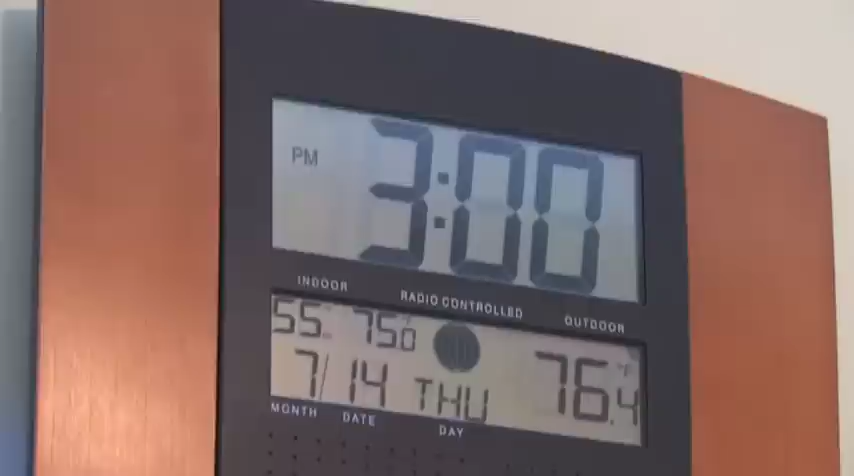 PM 3:00
INDOOR RADIO CONTROLLED OUTDOOR
55 75.0 76.4 °F
7/14 THU
MONTH DATE DAY